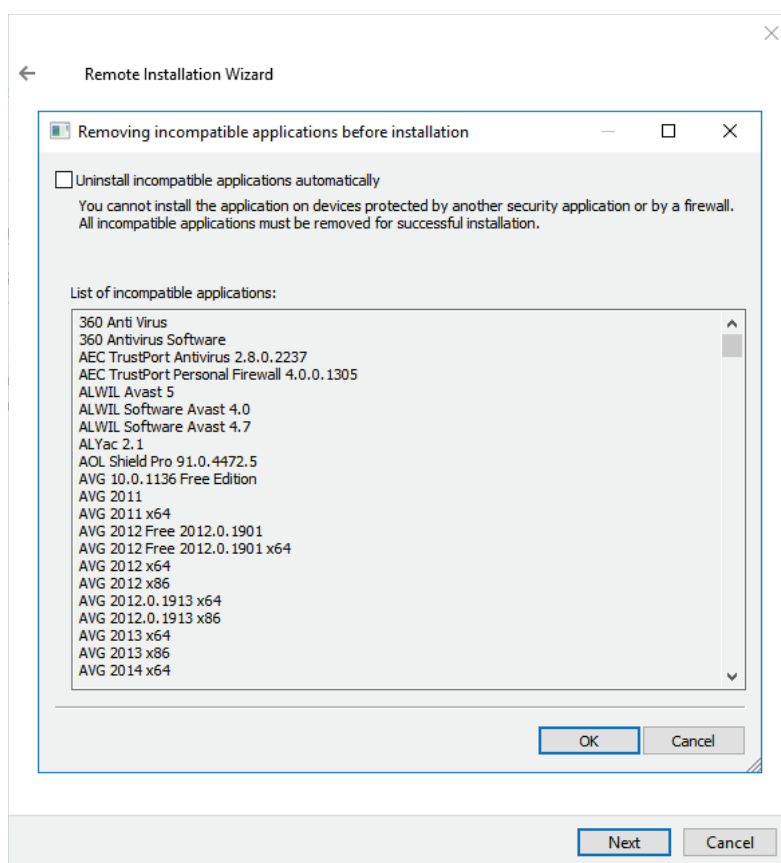 Remote Installation Wizard
Removing incompatible applications before installation
Uninstall incompatible applications automatically
You cannot install the application on devices protected by another security application or by a firewall.
All incompatible applications must be removed for successful installation.
List of incompatible applications:
360 Anti Virus
360 Antivirus Software
AEC TrustPort Antivirus 2.8.0.2237
AEC TrustPort Personal Firewall 4.0.0.1305
ALWIL Avast 5
ALWIL Software Avast 4.0
ALWIL Software Avast 4.7
ALYac 2.1
AOL Shield Pro 91.0.4472.5
AVG 10.0.1136 Free Edition
AVG 2011
AVG 2011 x64
AVG 2012 Free 2012.0.1901
AVG 2012 Free 2012.0.1901 x64
AVG 2012 x64
AVG 2012 x86
AVG 2012.0.1913 x64
AVG 2012.0.1913 x86
AVG 2013 x64
AVG 2013 x86
AVG 2014 x64
OK Cancel
Next Cancel